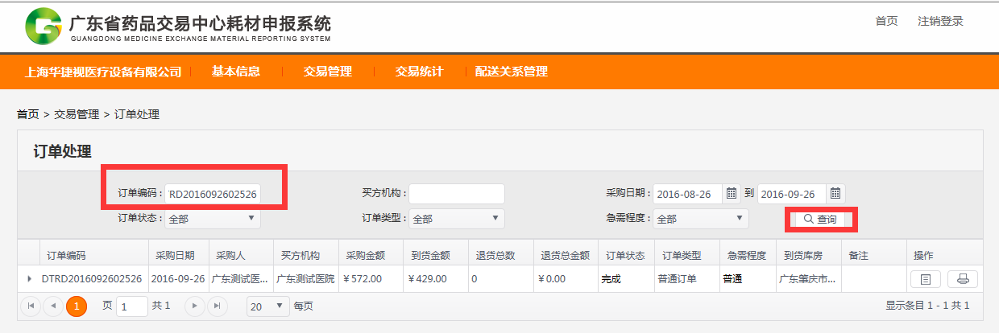 广东省药品交易中心耗材申报系统
GUANGDONG MEDICINE EXCHANGE MATERIAL REPORTING SYSTEM
首页 注销登录
上海华捷视医疗设备有限公司 基本信息 交易管理 交易统计 配送关系管理
首页 > 交易管理 > 订单处理
订单处理
订单编码: RD2016092602526 买方机构: 采购日期: 2016-08-26 到 2016-09-26
订单状态: 全部 订单类型: 全部 急需程度: 全部 查询
订单编码 采购日期 采购人 买方机构 采购金额 到货金额 退货总数 退货总金额 订单状态 订单类型 急需程度 到货库房 备注 操作
DTRD2016092602526 2016-09-26 广东测试医... 广东测试医院 ¥572.00 ¥429.00 0 ¥0.00 完成 普通订单 普通 广东肇庆市...
1 页 1 共 1 20 每页 显示条目 1 - 1 共 1